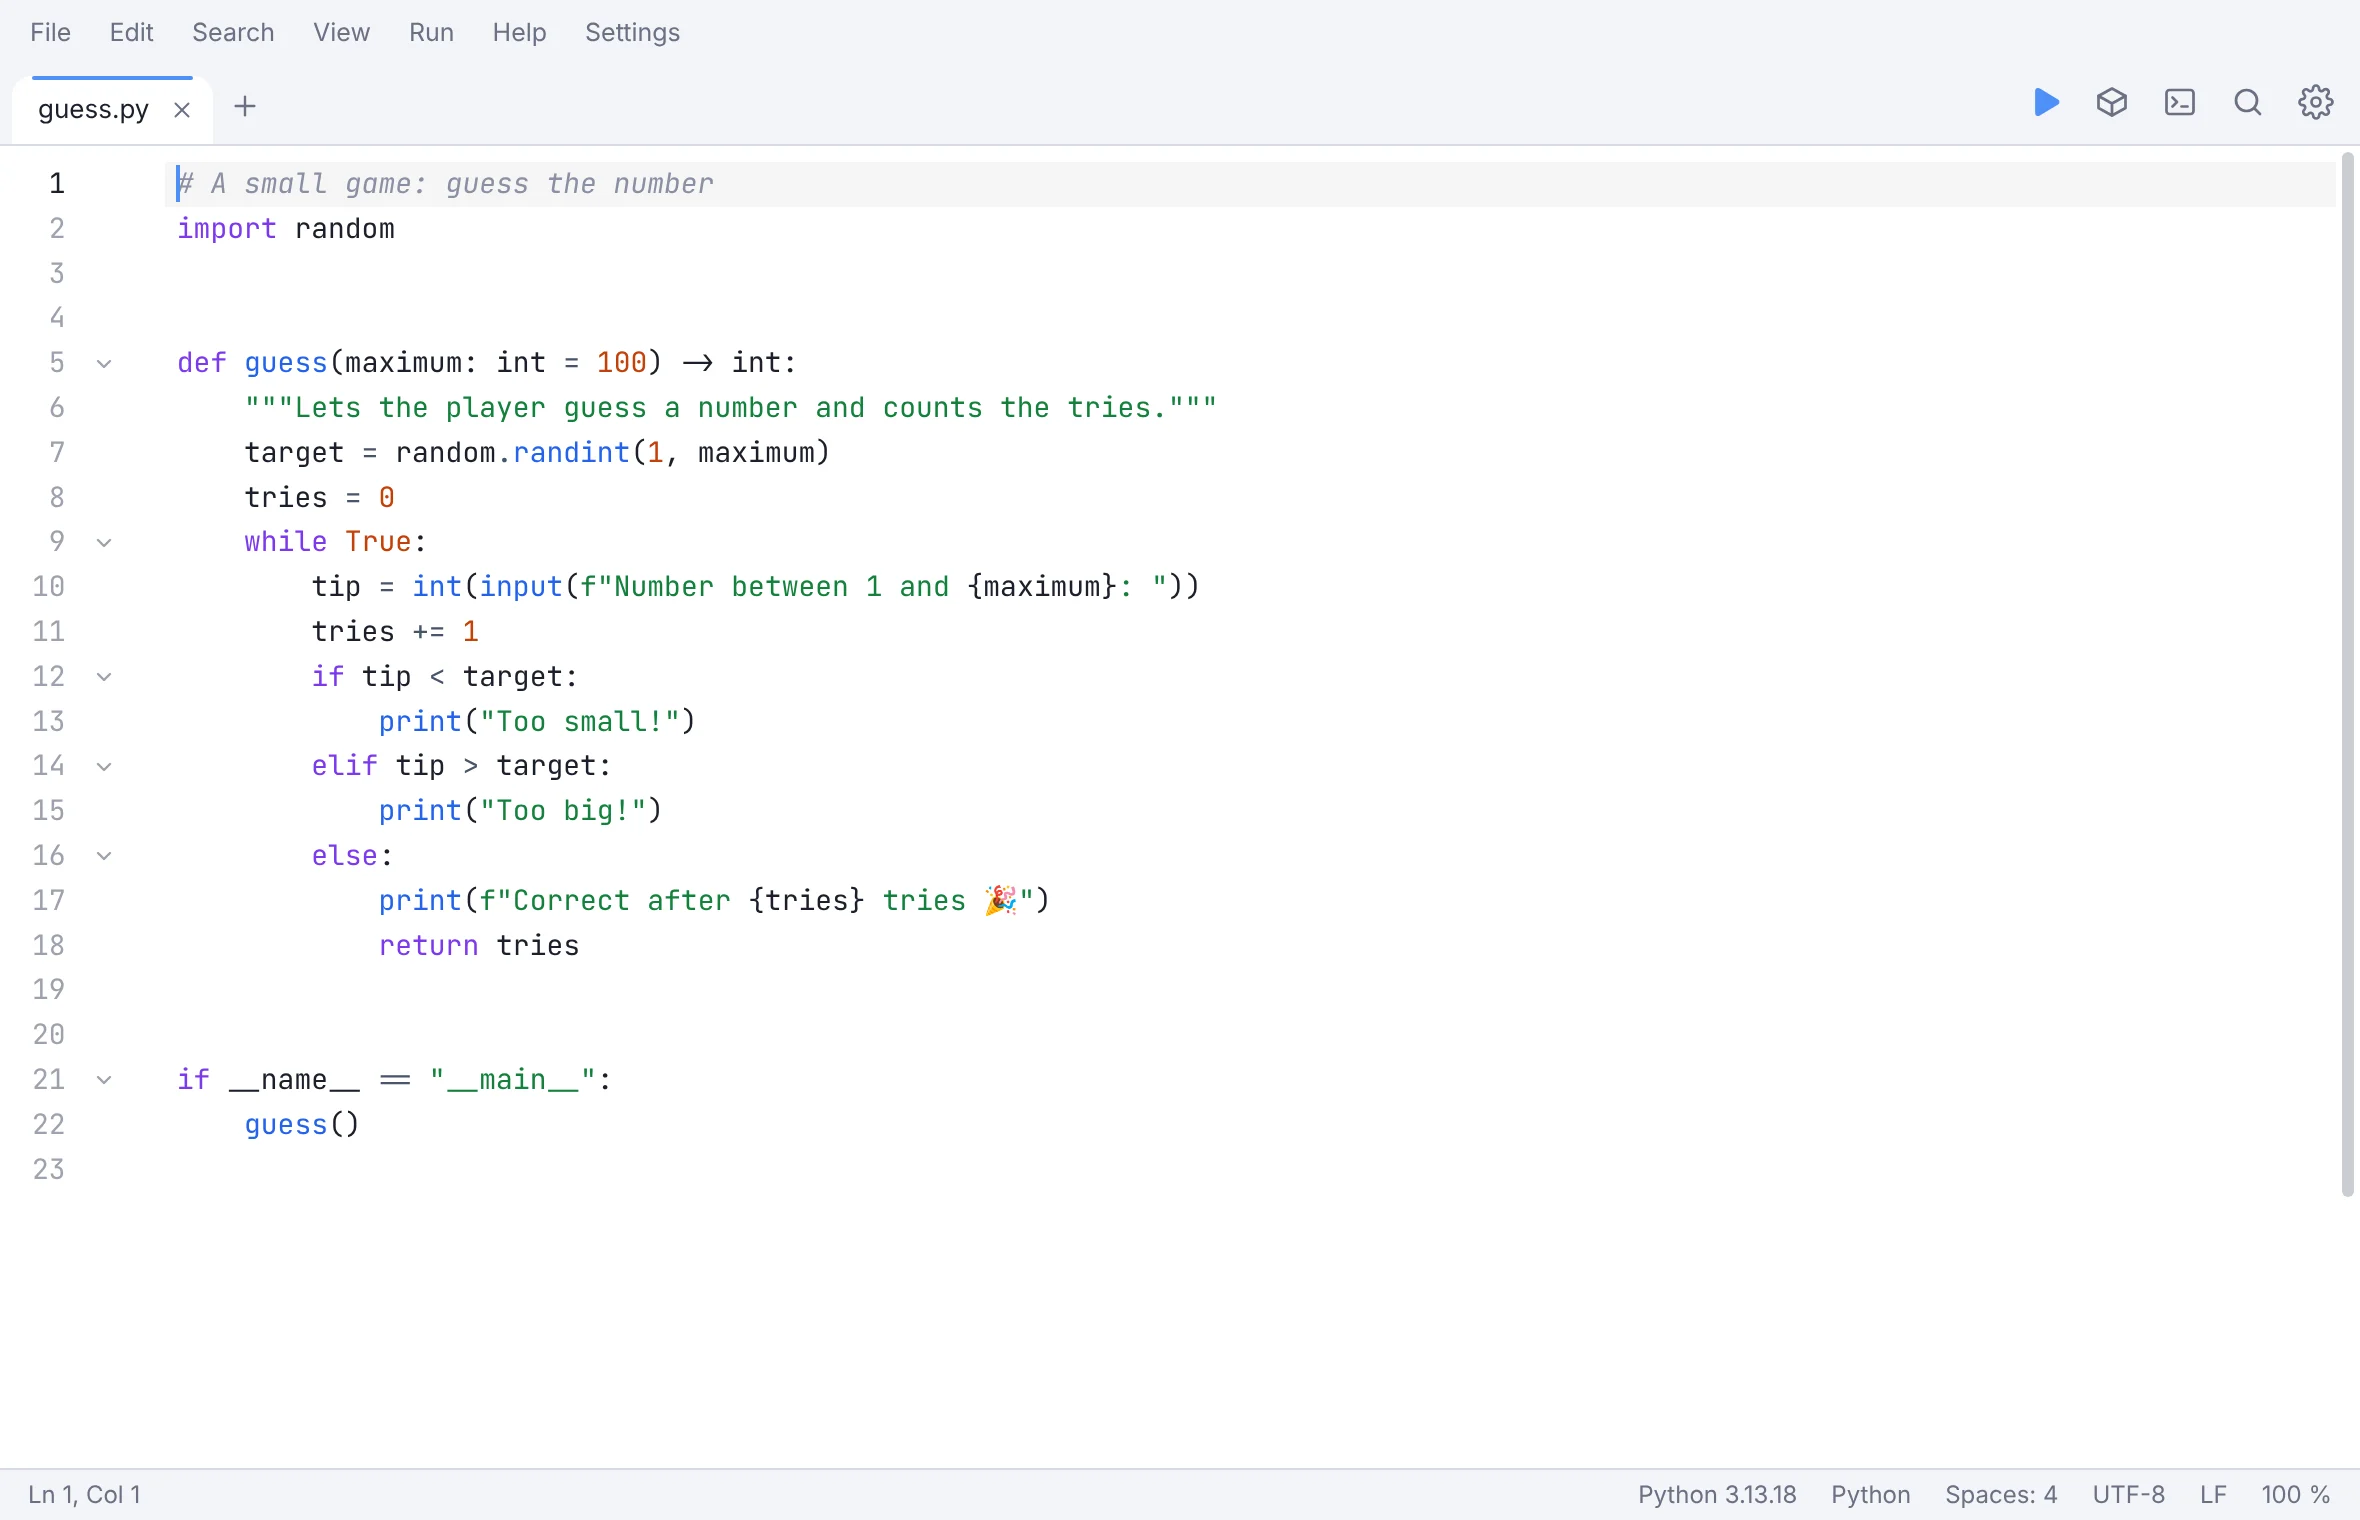 File Edit Search View Run Help Settings
guess.py
1 # A small game: guess the number
2 import random
3
4
5 def guess(maximum: int = 100) -> int:
6     """Lets the player guess a number and counts the tries."""
7     target = random.randint(1, maximum)
8     tries = 0
9     while True:
10         tip = int(input(f"Number between 1 and {maximum}: "))
11         tries += 1
12         if tip < target:
13             print("Too small!")
14         elif tip > target:
15             print("Too big!")
16         else:
17             print(f"Correct after {tries} tries 🎉")
18             return tries
19
20
21 if __name__ == "__main__":
22     guess()
23
Ln 1, Col 1 Python 3.13.18 Python Spaces: 4 UTF-8 LF 100 %